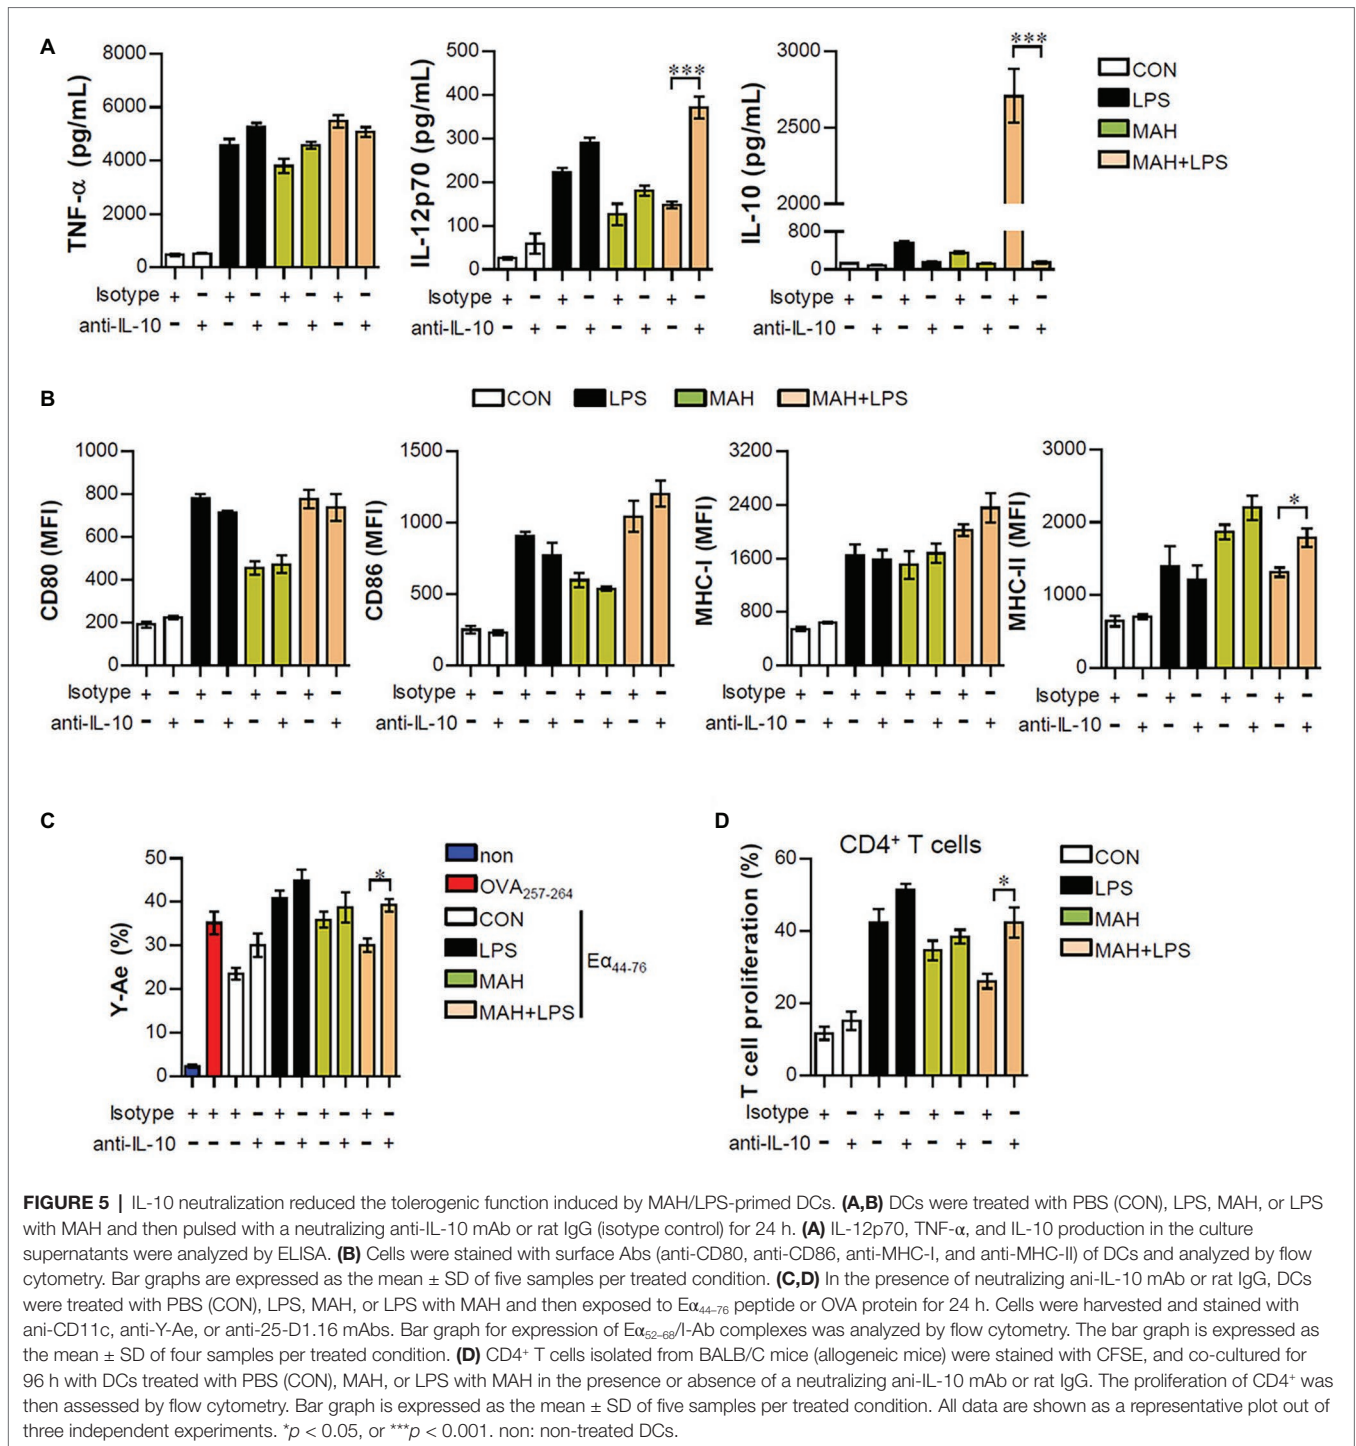 A
TNF-α (pg/mL)
8000
6000
4000
2000
0
IL-12p70 (pg/mL)
500
400
300
200
100
0
***
IL-10 (pg/mL)
3000
2500
2000
800
0
***
CON
LPS
MAH
MAH+LPS
Isotype + - + - + - + -
anti-IL-10 - + - + - + - +
Isotype + - + - + - + -
anti-IL-10 - + - + - + - +
Isotype + - + - + - + -
anti-IL-10 - + - + - + - +
B
CON LPS MAH MAH+LPS
CD80 (MFI)
1000
800
600
400
200
0
CD86 (MFI)
1500
1000
500
0
MHC-I (MFI)
3200
2400
1600
800
0
MHC-II (MFI)
3000
2000
1000
0
*
Isotype + - + - + - + -
anti-IL-10 - + - + - + - +
Isotype + - + - + - + -
anti-IL-10 - + - + - + - +
Isotype + - + - + - + -
anti-IL-10 - + - + - + - +
Isotype + - + - + - + -
anti-IL-10 - + - + - + - +
C
Y-Ae (%)
50
40
30
20
10
0
*
non
OVA257-264
CON
LPS
MAH
MAH+LPS
Eα44-76
Isotype + + + - + - + - + -
anti-IL-10 - - - + - + - + - +
D
CD4+ T cells
T cell proliferation (%)
60
40
20
0
*
CON
LPS
MAH
MAH+LPS
Isotype + - + - + - + -
anti-IL-10 - + - + - + - +
FIGURE 5 | IL-10 neutralization reduced the tolerogenic function induced by MAH/LPS-primed DCs. (A,B) DCs were treated with PBS (CON), LPS, MAH, or LPS
with MAH and then pulsed with a neutralizing anti-IL-10 mAb or rat IgG (isotype control) for 24 h. (A) IL-12p70, TNF-α, and IL-10 production in the culture
supernatants were analyzed by ELISA. (B) Cells were stained with surface Abs (anti-CD80, anti-CD86, anti-MHC-I, and anti-MHC-II) of DCs and analyzed by flow
cytometry. Bar graphs are expressed as the mean ± SD of five samples per treated condition. (C,D) In the presence of neutralizing ani-IL-10 mAb or rat IgG, DCs
were treated with PBS (CON), LPS, MAH, or LPS with MAH and then exposed to Eα44–76 peptide or OVA protein for 24 h. Cells were harvested and stained with
ani-CD11c, anti-Y-Ae, or anti-25-D1.16 mAbs. Bar graph for expression of Eα52–68/I-Ab complexes was analyzed by flow cytometry. The bar graph is expressed as
the mean ± SD of four samples per treated condition. (D) CD4+ T cells isolated from BALB/C mice (allogeneic mice) were stained with CFSE, and co-cultured for
96 h with DCs treated with PBS (CON), MAH, or LPS with MAH in the presence or absence of a neutralizing ani-IL-10 mAb or rat IgG. The proliferation of CD4+ was
then assessed by flow cytometry. Bar graph is expressed as the mean ± SD of five samples per treated condition. All data are shown as a representative plot out of
three independent experiments. *p < 0.05, or ***p < 0.001. non: non-treated DCs.